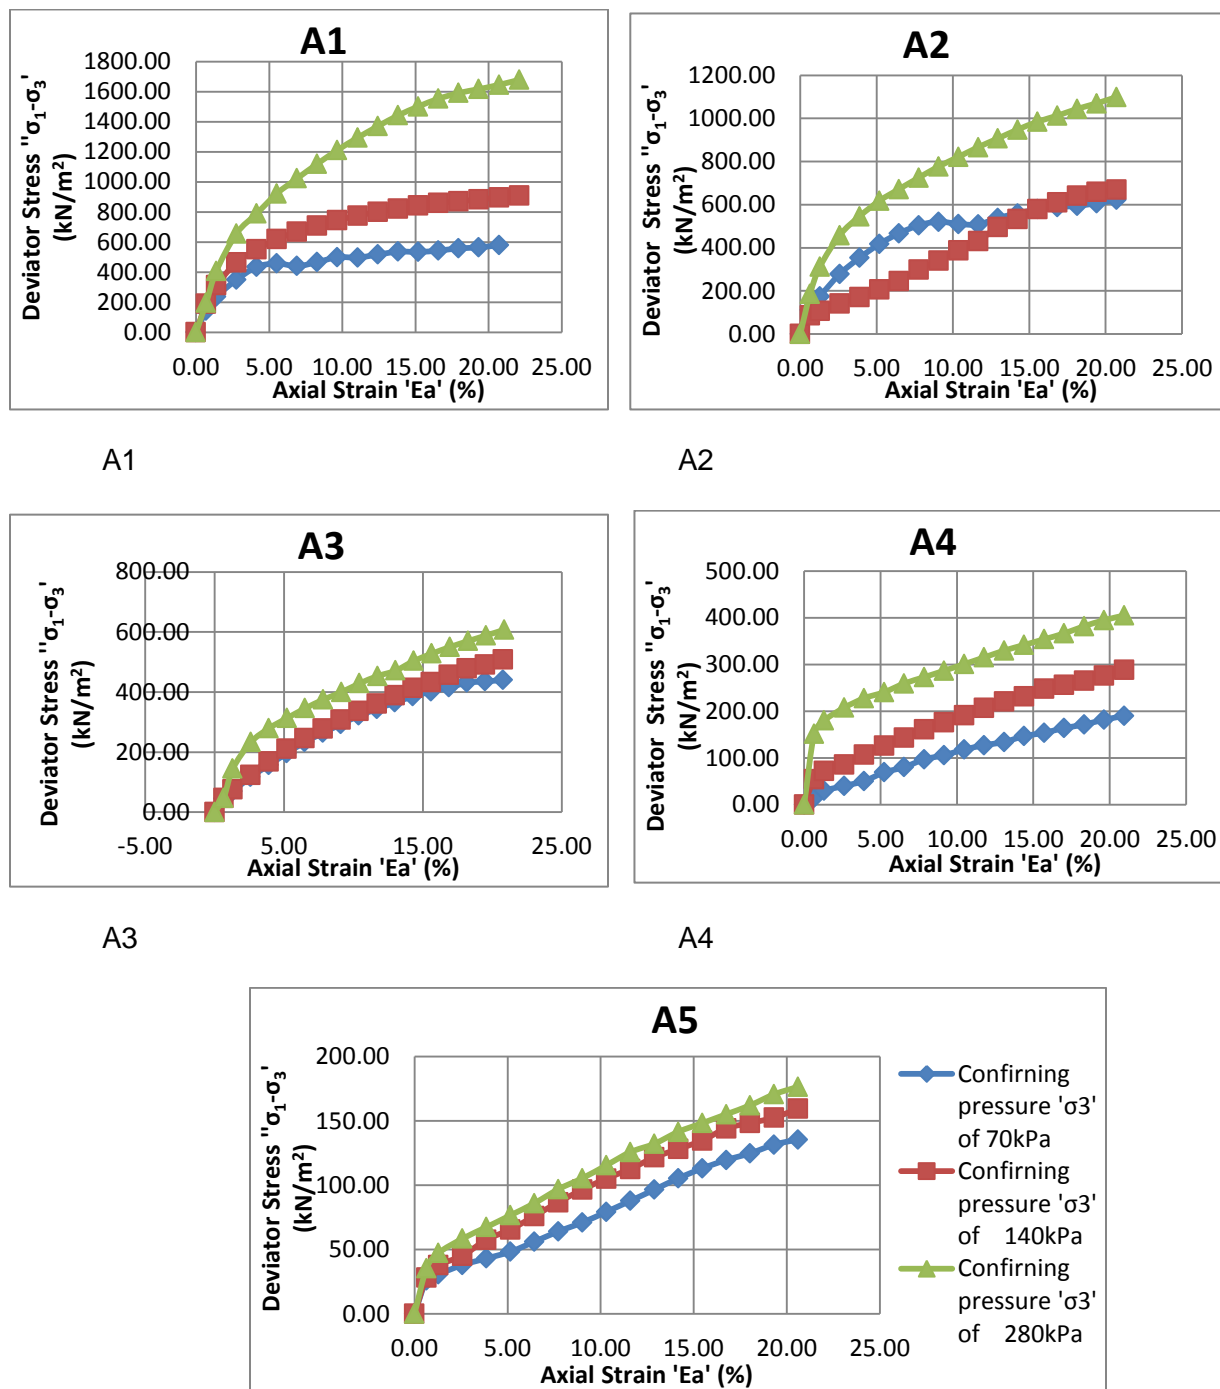 A1
Deviator Stress "σ1-σ3'
(kN/m²)
1800.00
1600.00
1400.00
1200.00
1000.00
800.00
600.00
400.00
200.00
0.00
0.00 5.00 10.00 15.00 20.00 25.00
Axial Strain 'Ea' (%)
A2
Deviator Stress "σ1-σ3'
(kN/m²)
1200.00
1000.00
800.00
600.00
400.00
200.00
0.00
0.00 5.00 10.00 15.00 20.00 25.00
Axial Strain 'Ea' (%)
A1 A2
A3
Deviator Stress "σ1-σ3'
(kN/m²)
800.00
600.00
400.00
200.00
0.00
-5.00 5.00 15.00 25.00
Axial Strain 'Ea' (%)
A4
Deviator Stress "σ1-σ3'
(kN/m²)
500.00
400.00
300.00
200.00
100.00
0.00
0.00 5.00 10.00 15.00 20.00 25.00
Axial Strain 'Ea' (%)
A3 A4
A5
Deviator Stress "σ1-σ3'
(kN/m²)
200.00
150.00
100.00
50.00
0.00
0.00 5.00 10.00 15.00 20.00 25.00
Axial Strain 'Ea' (%)
Confirning
pressure 'σ3'
of 70kPa
Confirning
pressure 'σ3'
of 140kPa
Confirning
pressure 'σ3'
of 280kPa